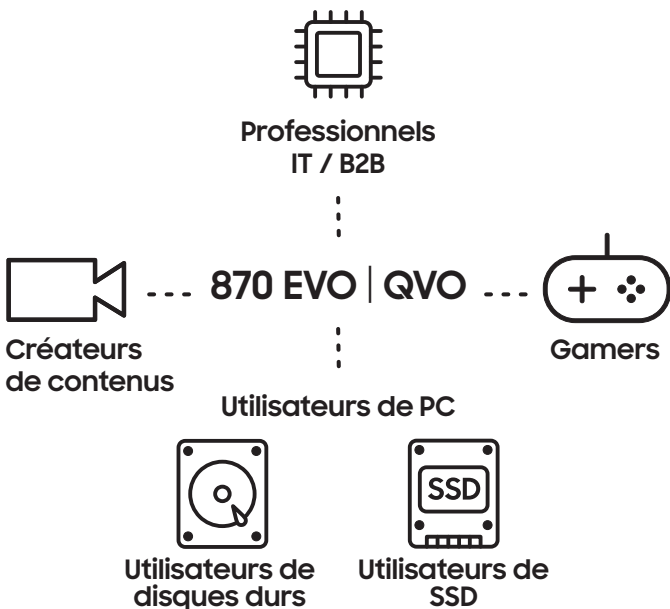 Professionnels
IT / B2B
870 EVO | QVO
Créateurs
de contenus
Gamers
Utilisateurs de PC
SSD
Utilisateurs de
disques durs
Utilisateurs de
SSD